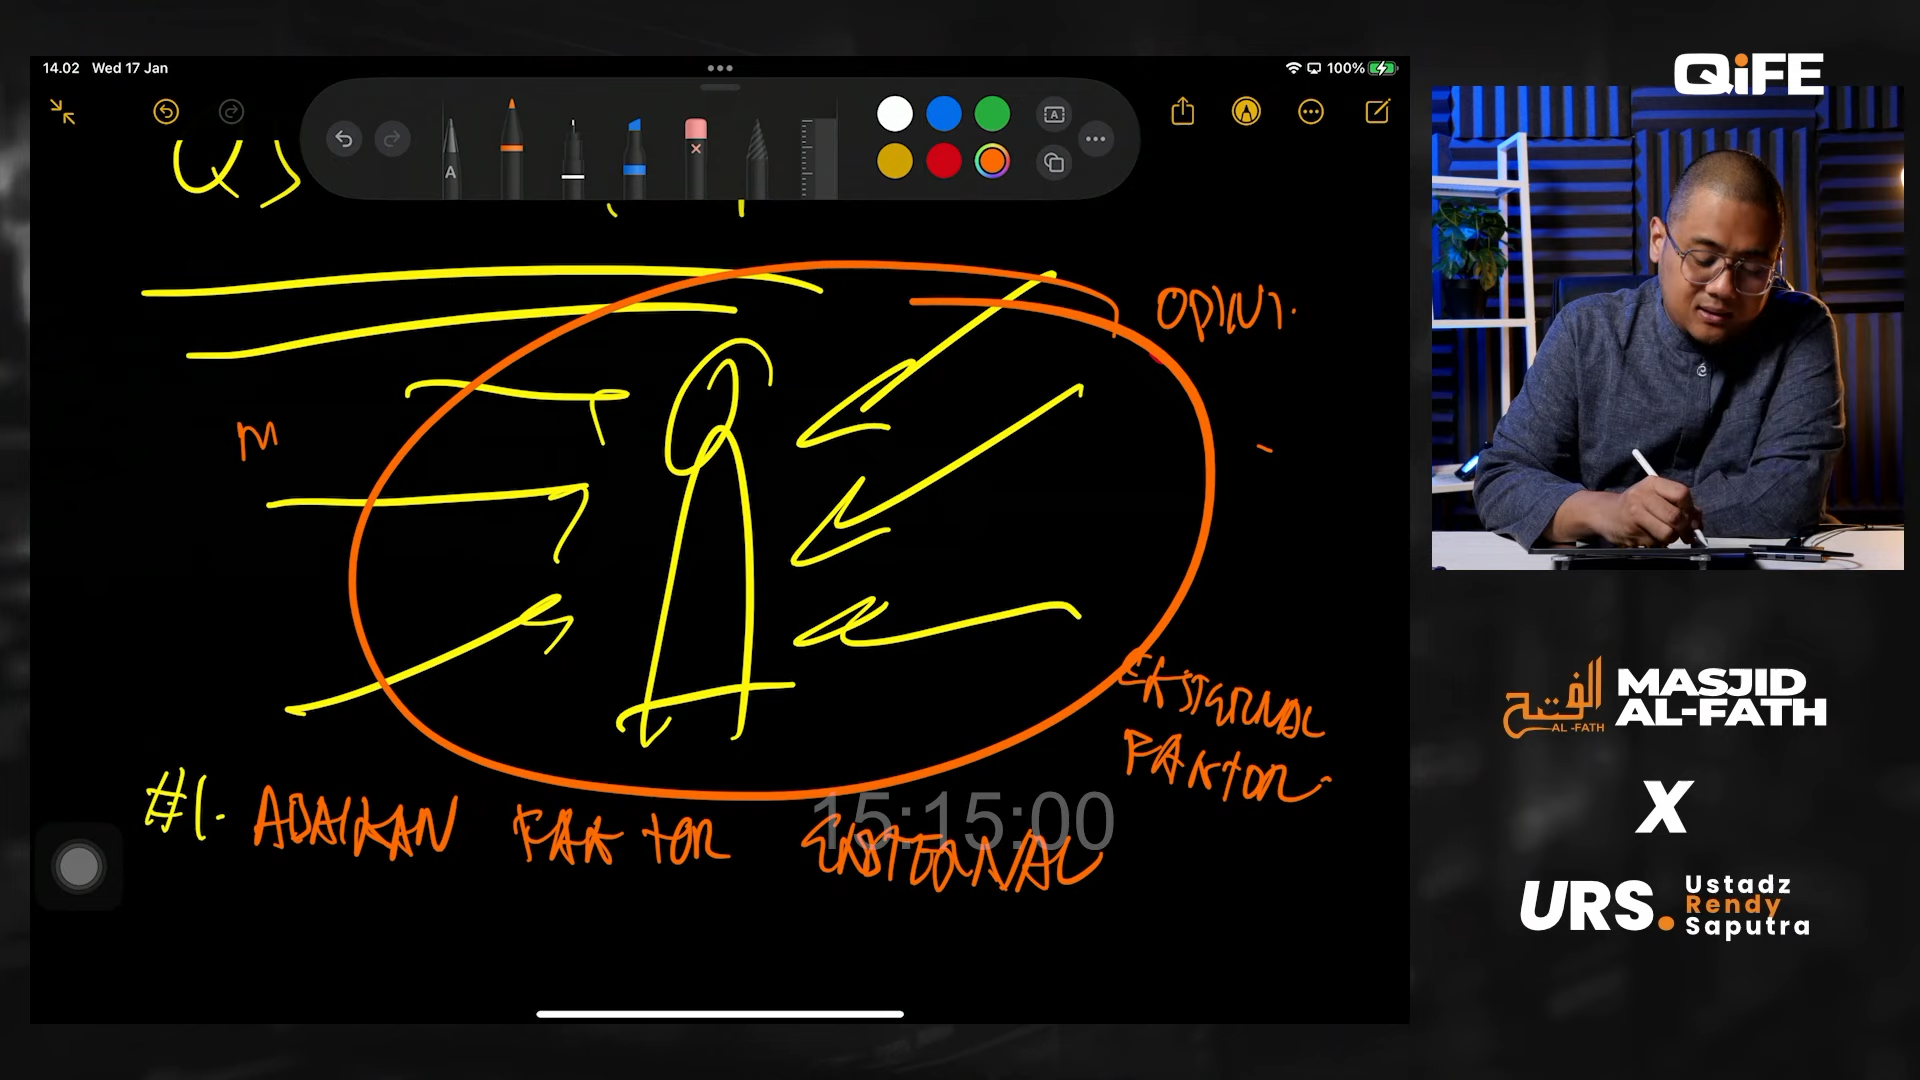 14.02 Wed 17 Jan
100%
A
A
QiFE
OPINI.
M
EKSTERNAL
FAKTOR
#1. ADAIKAN FAKTOR EKSTERNAL
15:15:00
الفتح
AL -FATH
MASJID
AL-FATH
X
URS.
Ustadz
Rendy
Saputra